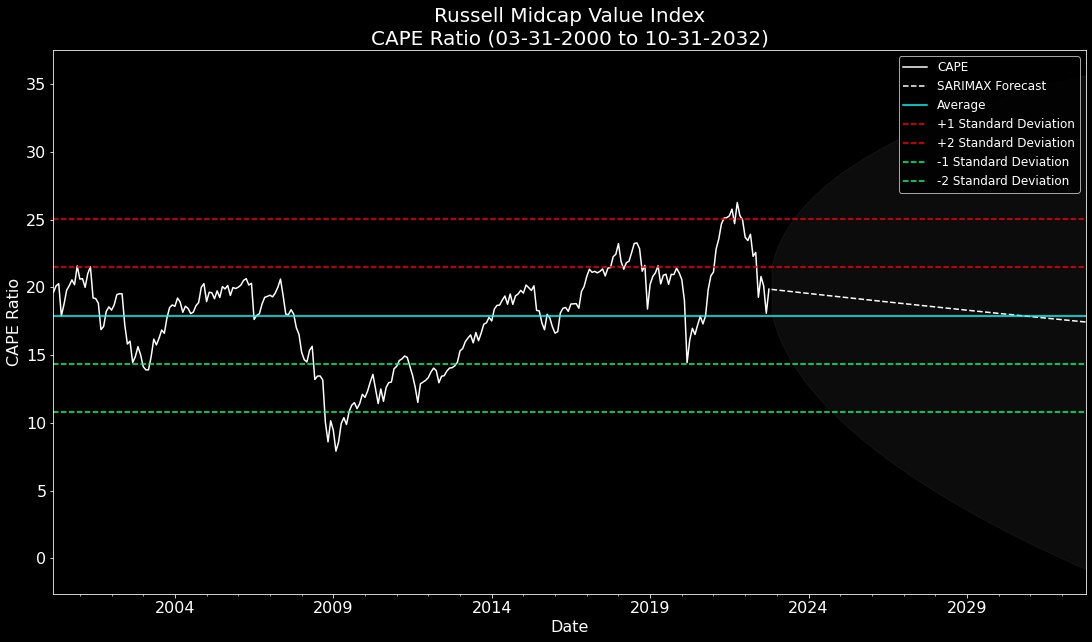 Russell Midcap Value Index
CAPE Ratio (03-31-2000 to 10-31-2032)
CAPE
SARIMAX Forecast
Average
+1 Standard Deviation
+2 Standard Deviation
-1 Standard Deviation
-2 Standard Deviation
35
30
25
20
15
10
5
0
CAPE Ratio
2004 2009 2014 2019 2024 2029
Date